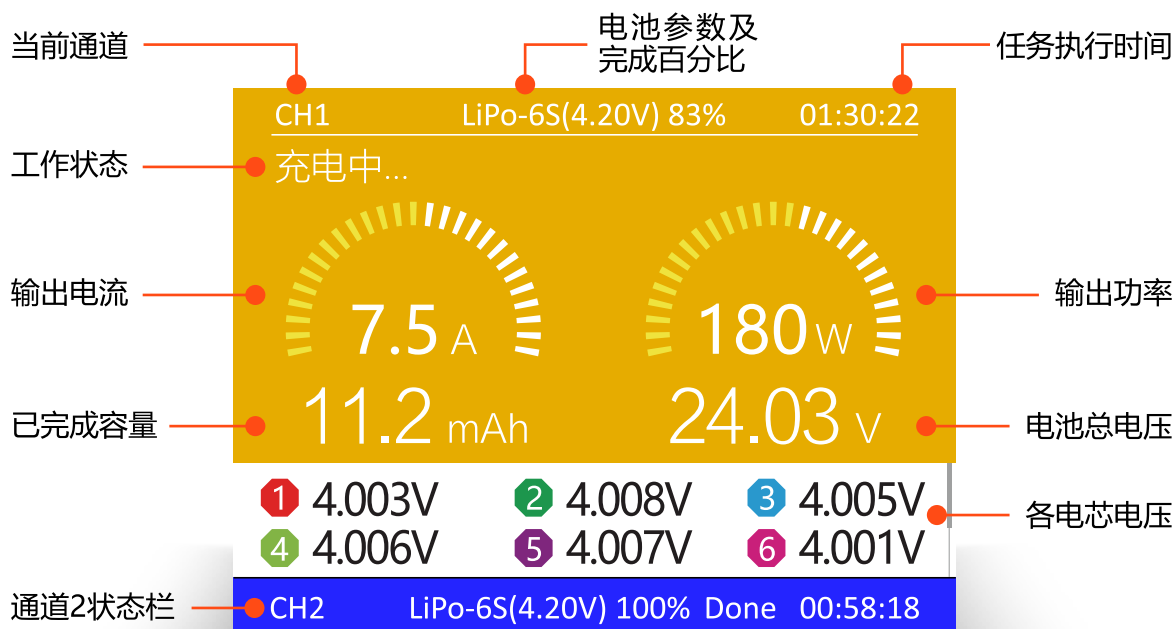 当前通道
电池参数及
完成百分比
任务执行时间
CH1 LiPo-6S(4.20V) 83% 01:30:22
工作状态
充电中...
输出电流
7.5 A
180 W
输出功率
已完成容量
11.2 mAh
24.03 V
电池总电压
1 4.003V 2 4.008V 3 4.005V
各电芯电压
4 4.006V 5 4.007V 6 4.001V
通道2状态栏
CH2 LiPo-6S(4.20V) 100% Done 00:58:18